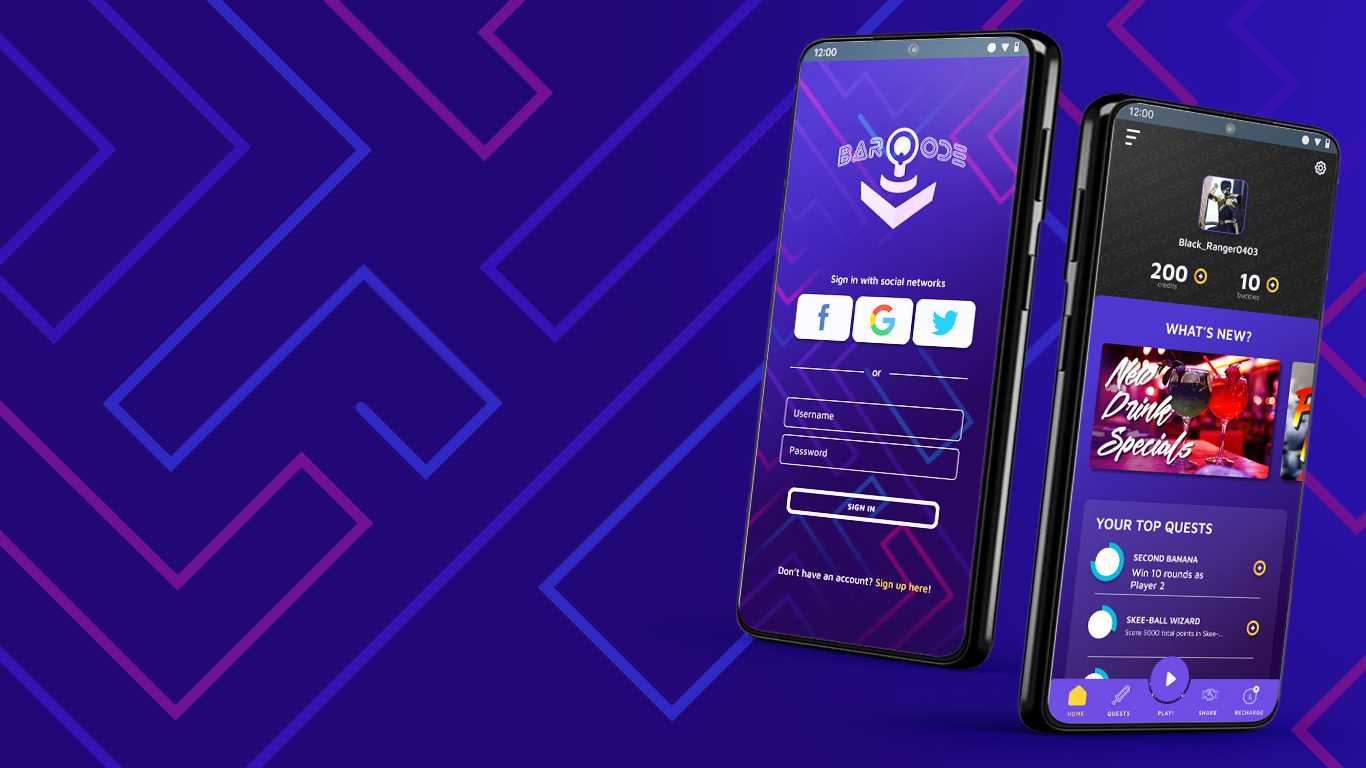 12:00
BARQODE
Sign in with social networks
or
Username
Password
SIGN IN
Don't have an account? Sign up here!
12:00
Black_Ranger0403
200
credits
10
buddies
WHAT'S NEW?
New
Drink
Specials
YOUR TOP QUESTS
SECOND BANANA
Win 10 rounds as
Player 2
SKEE-BALL WIZARD
Score 5000 total points in Skee-...
HOME
QUESTS
PLAY!
SHARE
RECHARGE